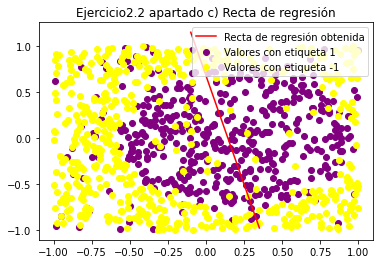 Ejercicio2.2 apartado c) Recta de regresión
Recta de regresión obtenida
Valores con etiqueta 1
Valores con etiqueta -1
1.0
0.5
0.0
−0.5
−1.0
−1.00 −0.75 −0.50 −0.25 0.00 0.25 0.50 0.75 1.00